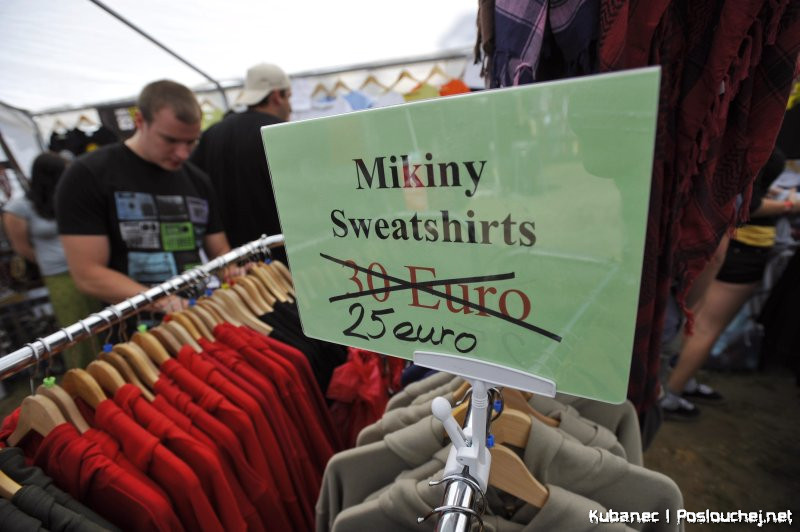 Mikiny
Sweatshirts
30 Euro
25 euro
Kubanec | Poslouchej.net